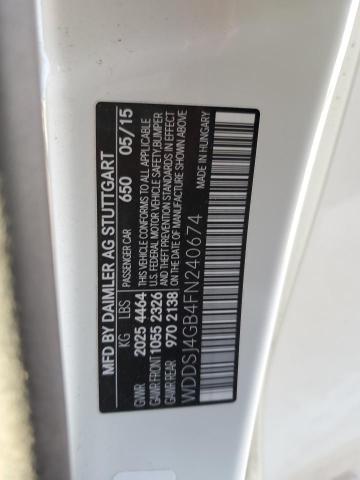 MFD BY DAIMLER AG STUTTGART
KG LBS PASSENGER CAR 650 05/15
GVWR 2025 4464 THIS VEHICLE CONFORMS TO ALL APPLICABLE
GAWR FRONT 1055 2326 U.S. FEDERAL MOTOR VEHICLE SAFETY, BUMPER
GAWR REAR 970 2138 AND THEFT PREVENTION STANDARDS IN EFFECT
ON THE DATE OF MANUFACTURE SHOWN ABOVE
WDDSJ4GB4FN240674 MADE IN HUNGARY